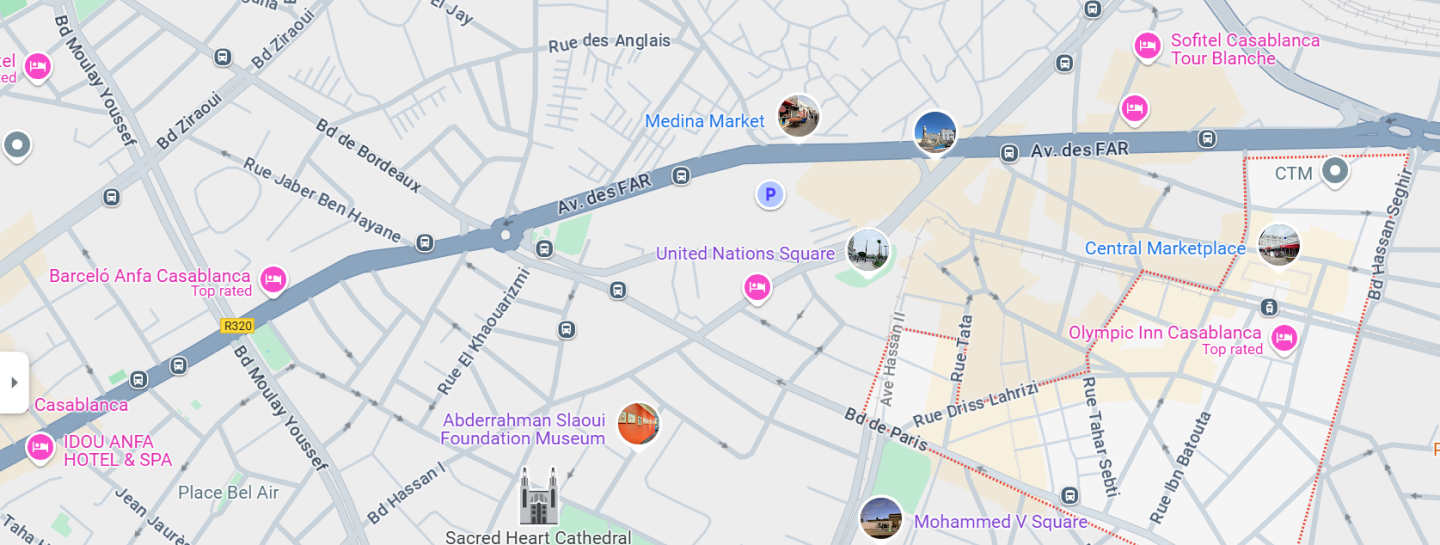 El Jay
Bd Moulay Youssef
Bd Ziraoui
Rue des Anglais
Sofitel Casablanca
Tour Blanche
Bd Ziraoui
Medina Market
Bd de Bordeaux
Av. des FAR
P
CTM
Rue Jaber Ben Hayane
Av. des FAR
Bd Hassan Seghir
United Nations Square
Central Marketplace
Barceló Anfa Casablanca
Top rated
R320
Rue El Khaouarizmi
Ave Hassan II
Rue Tata
Olympic Inn Casablanca
Top rated
Bd Moulay Youssef
Casablanca
Rue Driss Lahrizi
Rue Tahar Sebti
Abderrahman Slaoui
Foundation Museum
Bd de Paris
IDOU ANFA
HOTEL & SPA
Rue Ibn Batouta
Place Bel Air
Bd Hassan I
Jean Jaurès
Mohammed V Square
Sacred Heart Cathedral